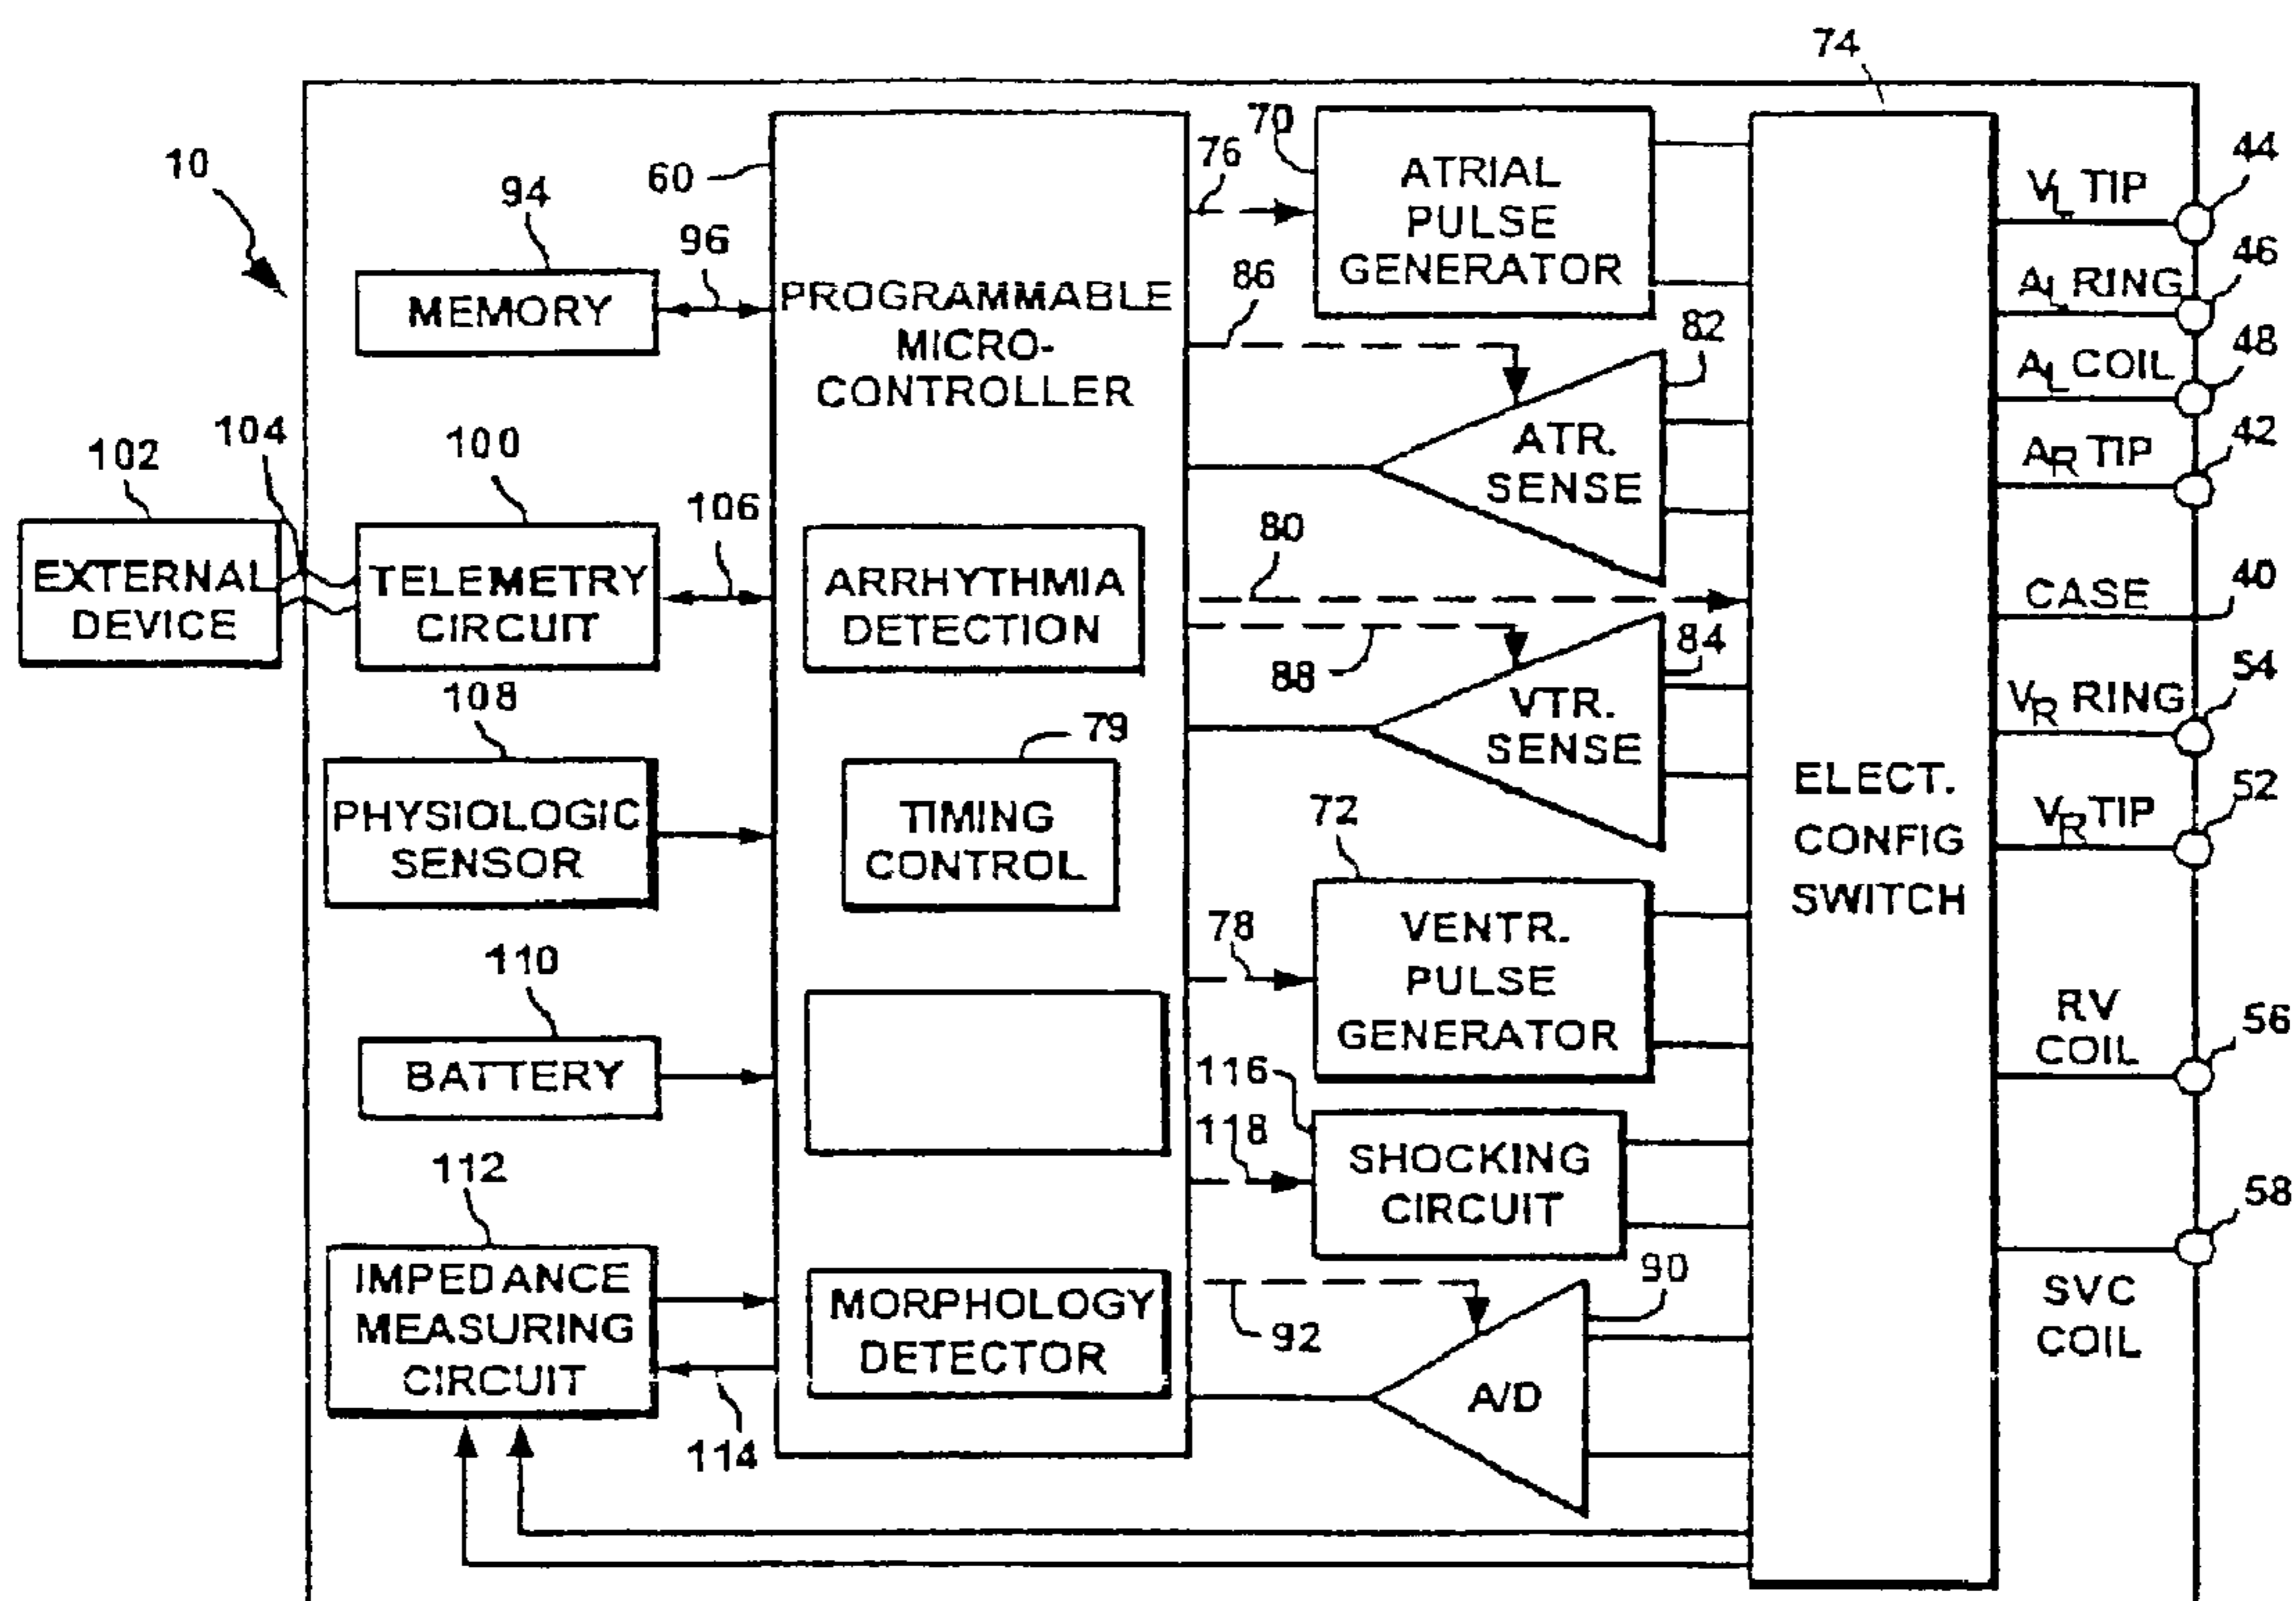 74
10
94
MEMORY
96
60
PROGRAMMABLE
MICRO-
CONTROLLER
76
70
ATRIAL
PULSE
GENERATOR
86
82
ATR.
SENSE
102
EXTERNAL
DEVICE
104
100
TELEMETRY
CIRCUIT
106
ARRHYTHMIA
DETECTION
80
88
84
VTR.
SENSE
108
PHYSIOLOGIC
SENSOR
79
TIMING
CONTROL
72
78
VENTR.
PULSE
GENERATOR
110
BATTERY
116
118
SHOCKING
CIRCUIT
112
IMPEDANCE
MEASURING
CIRCUIT
114
MORPHOLOGY
DETECTOR
92
90
A/D
ELECT.
CONFIG
SWITCH
VL TIP
44
AL RING
46
AL COIL
48
AR TIP
42
CASE
40
VR RING
54
VR TIP
52
RV
COIL
56
58
SVC
COIL